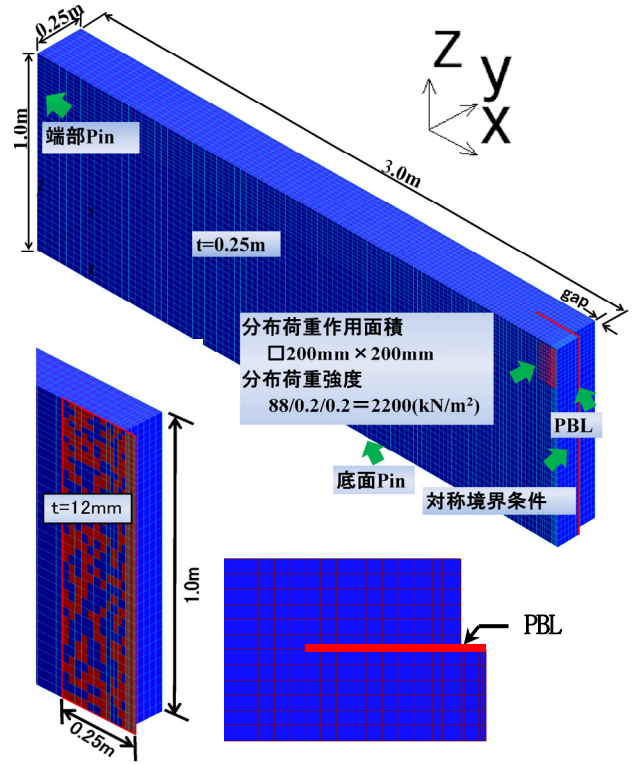 0.25m
Z
y
x
1.0m
端部Pin
3.0m
t=0.25m
gap
分布荷重作用面積
□200mm×200mm
分布荷重強度
88/0.2/0.2=2200(kN/m²)
PBL
底面Pin
対称境界条件
t=12mm
1.0m
0.25m
PBL